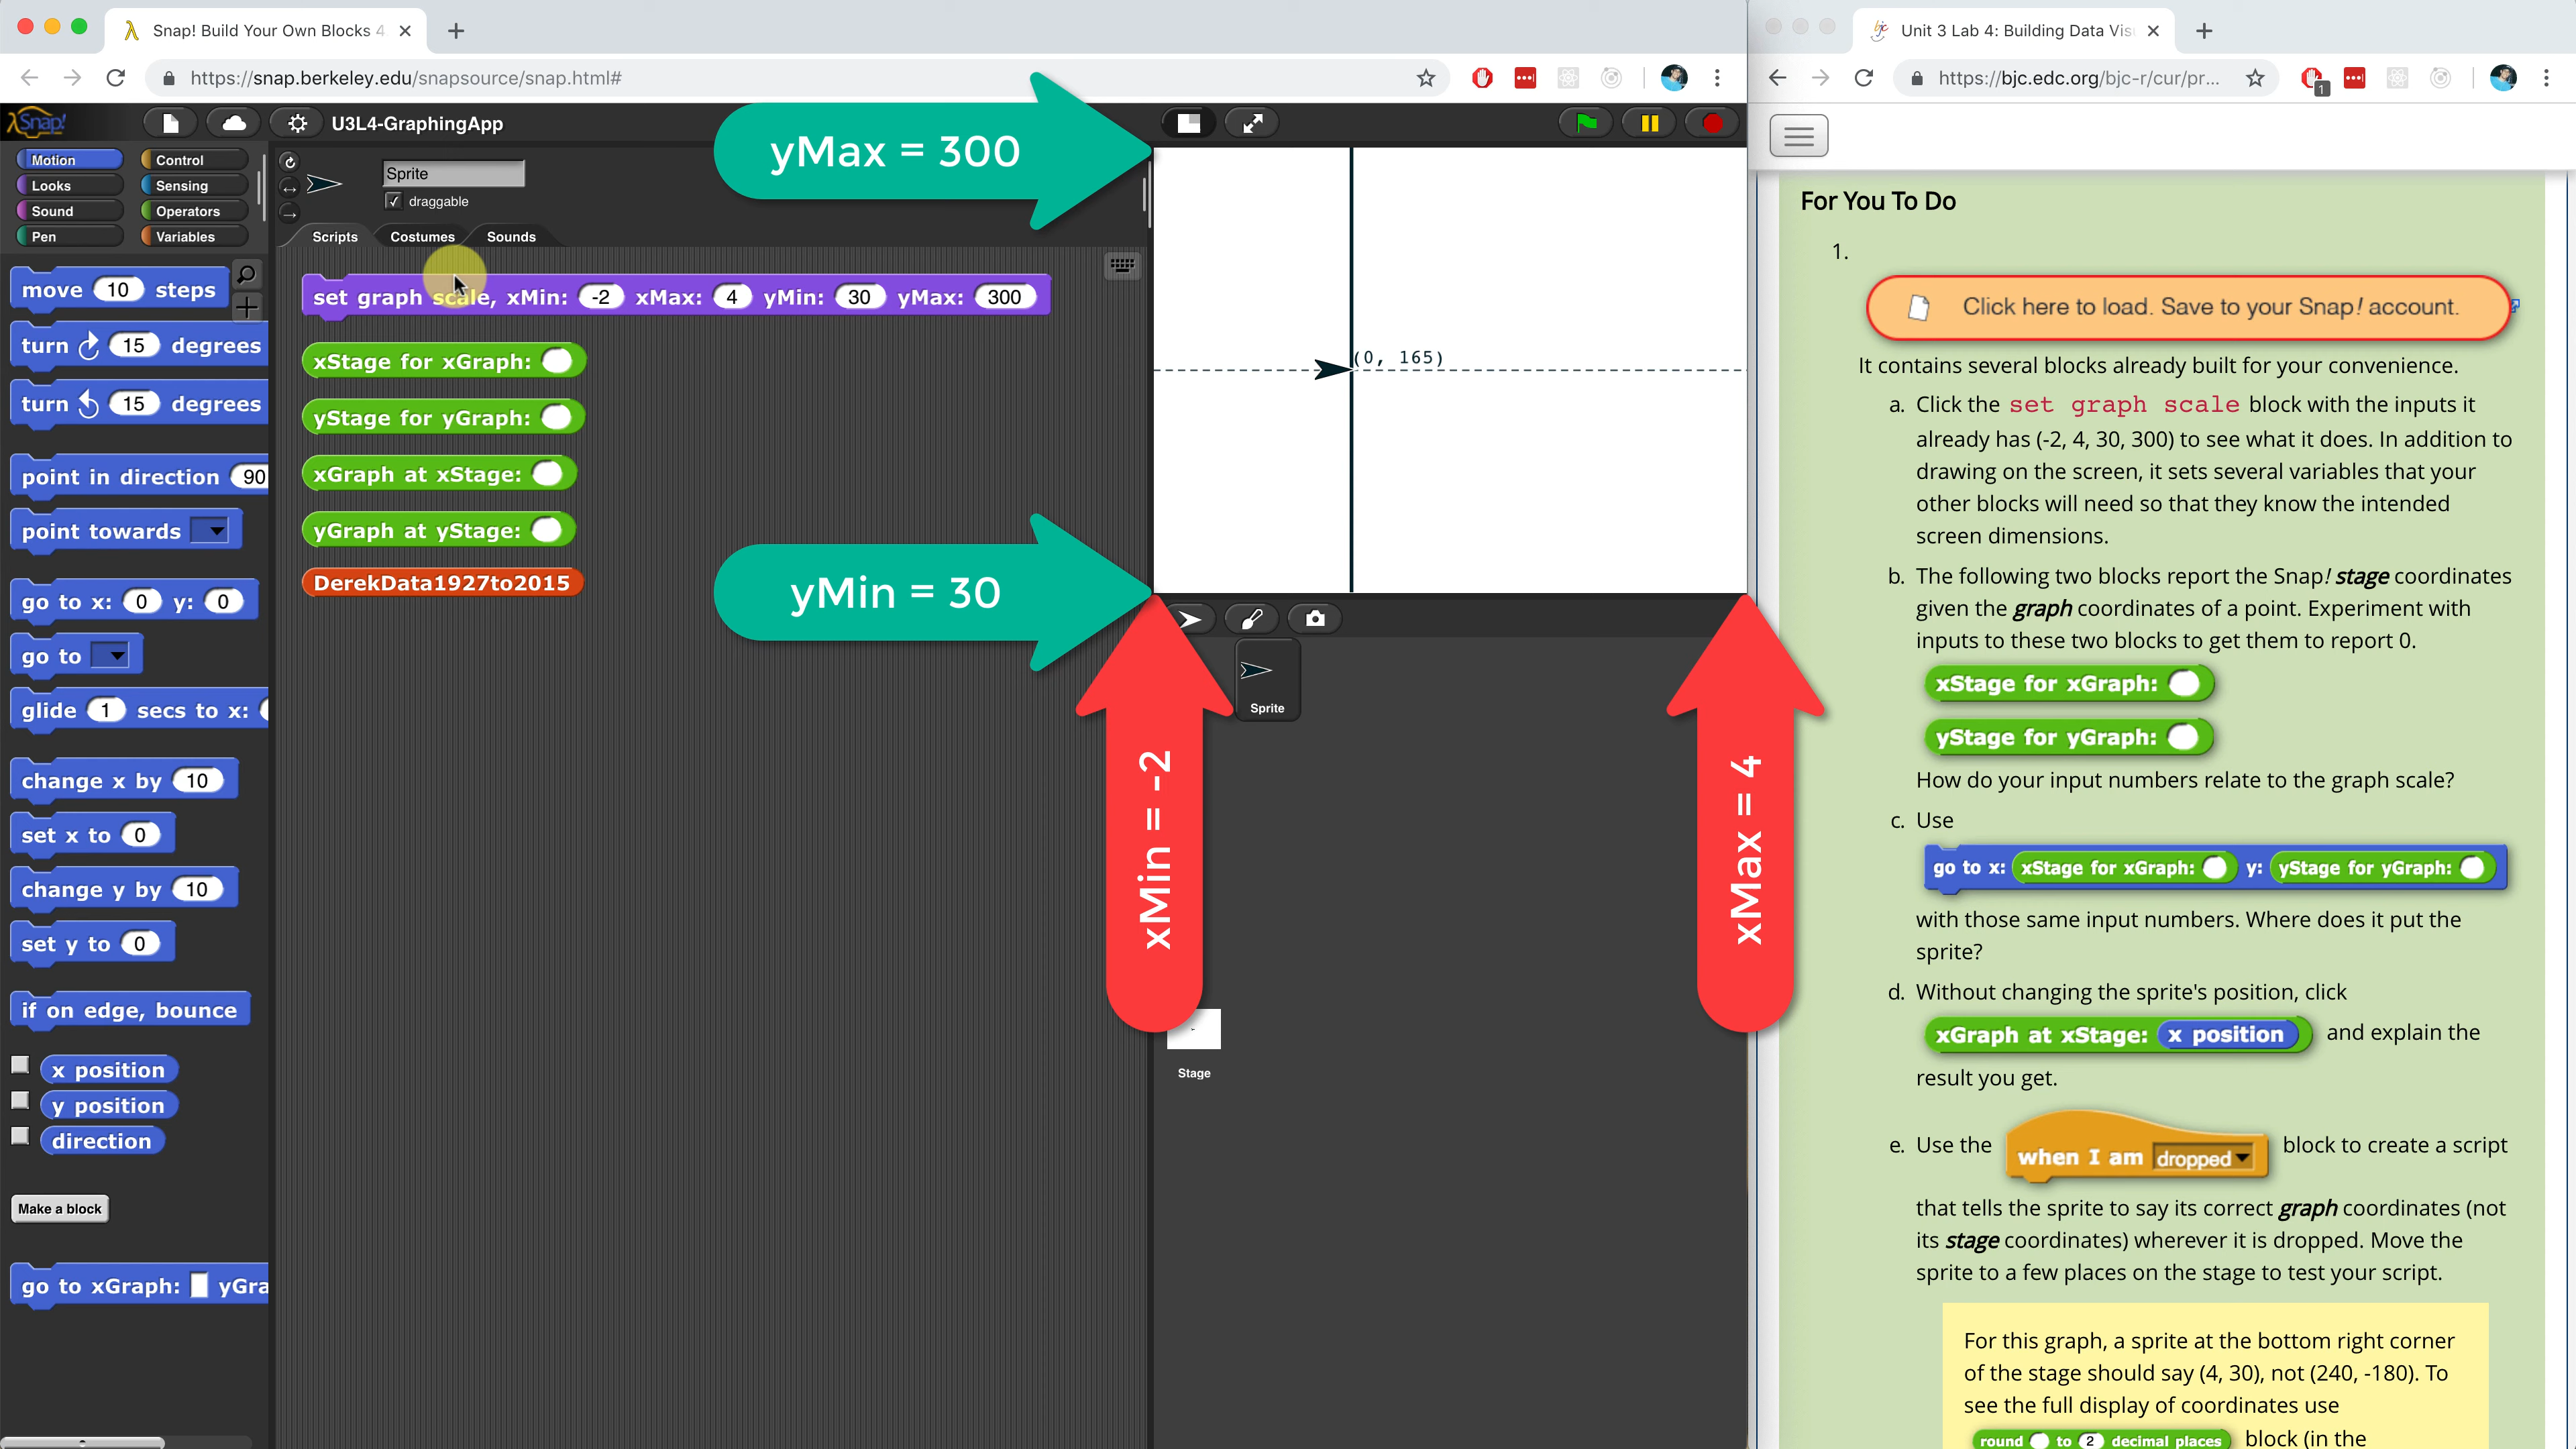 Snap! Build Your Own Blocks 4
https://snap.berkeley.edu/snapsource/snap.html#
Snap!
U3L4-GraphingApp
Motion
Control
Looks
Sensing
Sound
Operators
Pen
Variables
move 10 steps
turn 15 degrees
turn 15 degrees
point in direction 90
point towards
go to x: 0 y: 0
go to
glide 1 secs to x:
change x by 10
set x to 0
change y by 10
set y to 0
if on edge, bounce
x position
y position
direction
Make a block
go to xGraph: yGra
Sprite
draggable
Scripts
Costumes
Sounds
set graph scale, xMin: -2 xMax: 4 yMin: 30 yMax: 300
xStage for xGraph:
yStage for yGraph:
xGraph at xStage:
yGraph at yStage:
DerekData1927to2015
yMax = 300
yMin = 30
xMin = -2
xMax = 4
(0, 165)
Sprite
Stage
Unit 3 Lab 4: Building Data Vis
https://bjc.edc.org/bjc-r/cur/pr...
1
For You To Do
1.
Click here to load. Save to your Snap! account.
It contains several blocks already built for your convenience.
a. Click the set graph scale block with the inputs it
already has (-2, 4, 30, 300) to see what it does. In addition to
drawing on the screen, it sets several variables that your
other blocks will need so that they know the intended
screen dimensions.
b. The following two blocks report the Snap! stage coordinates
given the graph coordinates of a point. Experiment with
inputs to these two blocks to get them to report 0.
xStage for xGraph:
yStage for yGraph:
How do your input numbers relate to the graph scale?
c. Use
go to x: xStage for xGraph: y: yStage for yGraph:
with those same input numbers. Where does it put the
sprite?
d. Without changing the sprite's position, click
xGraph at xStage: x position and explain the
result you get.
e. Use the when I am dropped block to create a script
that tells the sprite to say its correct graph coordinates (not
its stage coordinates) wherever it is dropped. Move the
sprite to a few places on the stage to test your script.
For this graph, a sprite at the bottom right corner
of the stage should say (4, 30), not (240, -180). To
see the full display of coordinates use
round to 2 decimal places block (in the